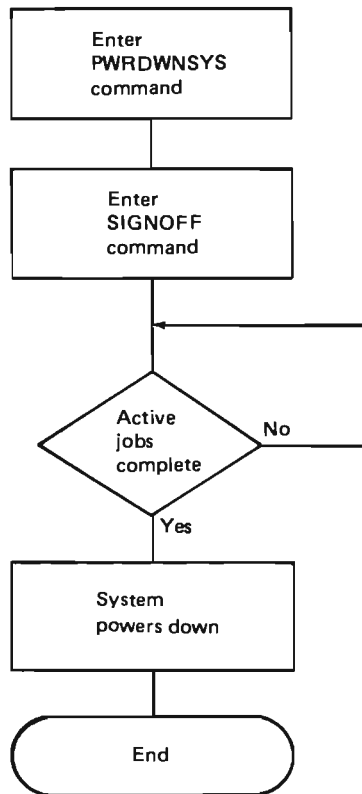 Enter
PWRDWNSYS
command
Enter
SIGNOFF
command
Active
jobs
complete
No
Yes
System
powers down
End